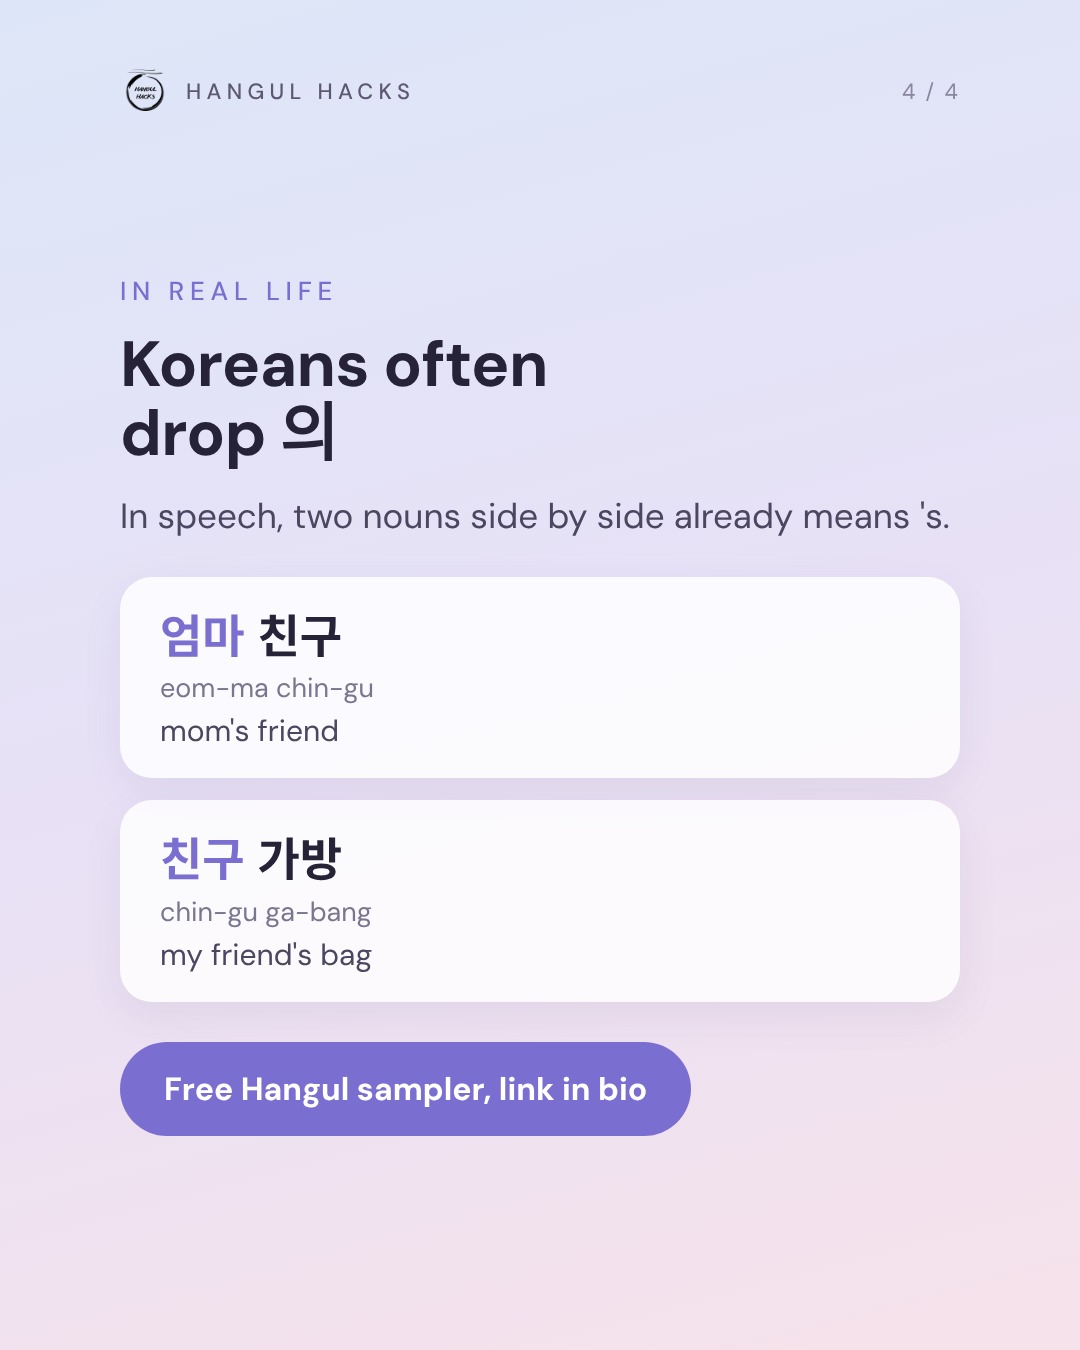 HANGUL HACKS
HANGUL HACKS
4 / 4
IN REAL LIFE
Koreans often
drop 의
In speech, two nouns side by side already means 's.
엄마 친구
eom-ma chin-gu
mom's friend
친구 가방
chin-gu ga-bang
my friend's bag
Free Hangul sampler, link in bio